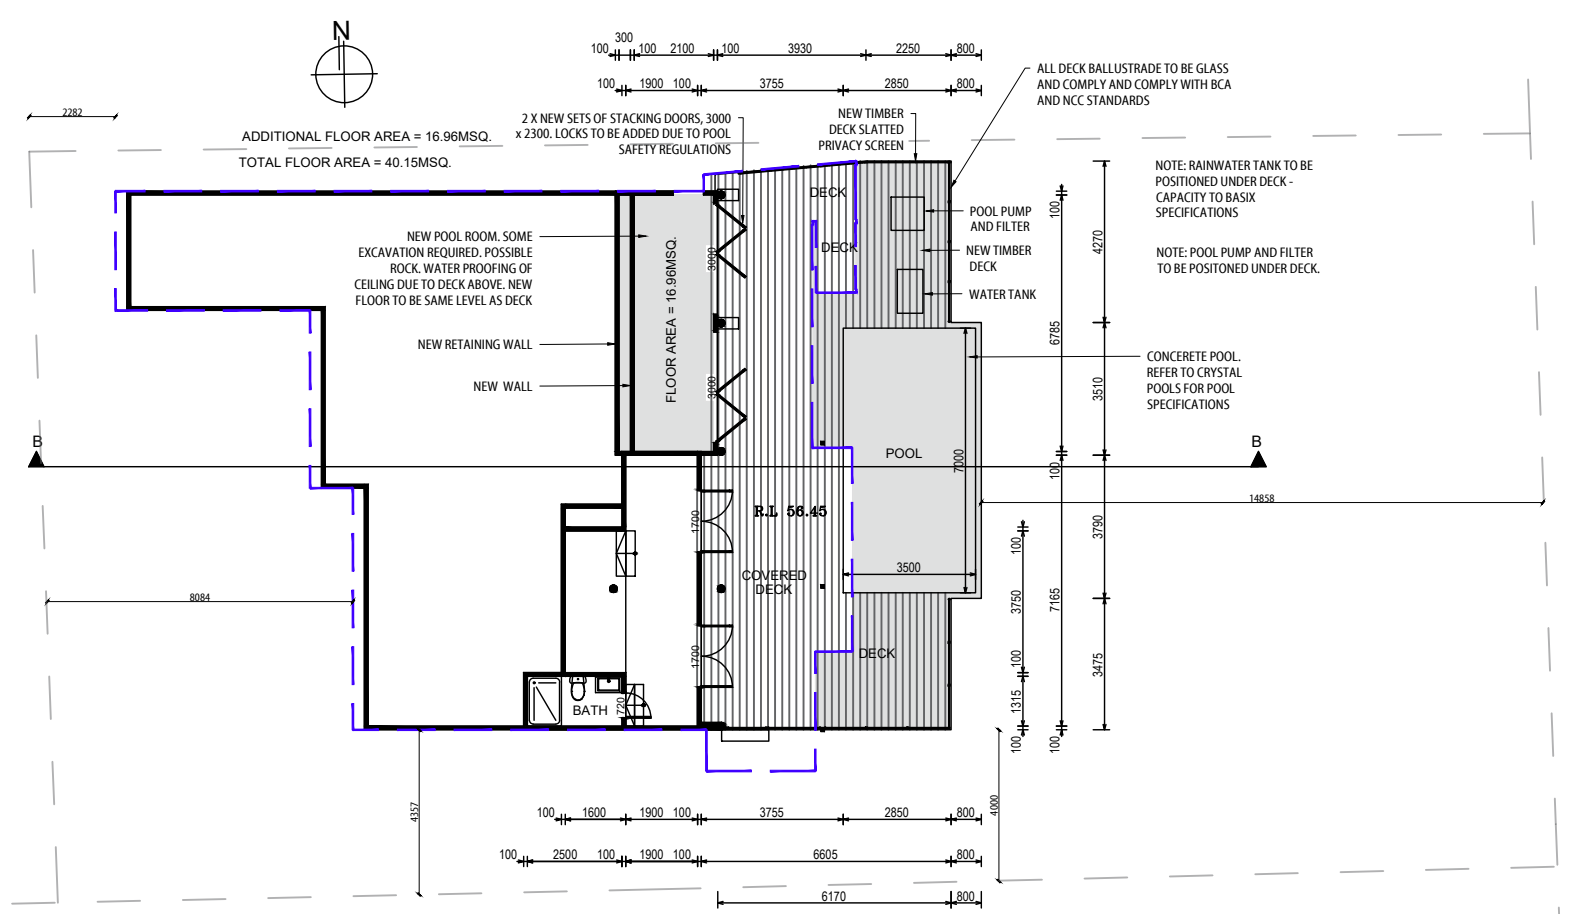 N
300
100 100 2100 100 3930 2250 800
100 1900 100 3755 2850 800
2282
ADDITIONAL FLOOR AREA = 16.96MSQ.
TOTAL FLOOR AREA = 40.15MSQ.
2 X NEW SETS OF STACKING DOORS, 3000
x 2300. LOCKS TO BE ADDED DUE TO POOL
SAFETY REGULATIONS
NEW TIMBER
DECK SLATTED
PRIVACY SCREEN
ALL DECK BALLUSTRADE TO BE GLASS
AND COMPLY AND COMPLY WITH BCA
AND NCC STANDARDS
NOTE: RAINWATER TANK TO BE
POSITIONED UNDER DECK -
CAPACITY TO BASIX
SPECIFICATIONS
NOTE: POOL PUMP AND FILTER
TO BE POSITONED UNDER DECK.
NEW POOL ROOM. SOME
EXCAVATION REQUIRED. POSSIBLE
ROCK. WATER PROOFING OF
CEILING DUE TO DECK ABOVE. NEW
FLOOR TO BE SAME LEVEL AS DECK
NEW RETAINING WALL
NEW WALL
FLOOR AREA = 16.96MSQ.
3000
3000
DECK
DECK
POOL PUMP
AND FILTER
NEW TIMBER
DECK
WATER TANK
CONCRETE POOL.
REFER TO CRYSTAL
POOLS FOR POOL
SPECIFICATIONS
100
6785
100
7165
100
4270
3510
3790
3475
B
B
POOL
7000
3500
14858
R.L 56.45
1700
1700
COVERED
DECK
DECK
100
3750
100
1315
100
8084
BATH
720
4357
4000
100 1600 1900 100 3755 2850 800
100 2500 100 1900 100 6605 800
6170 800